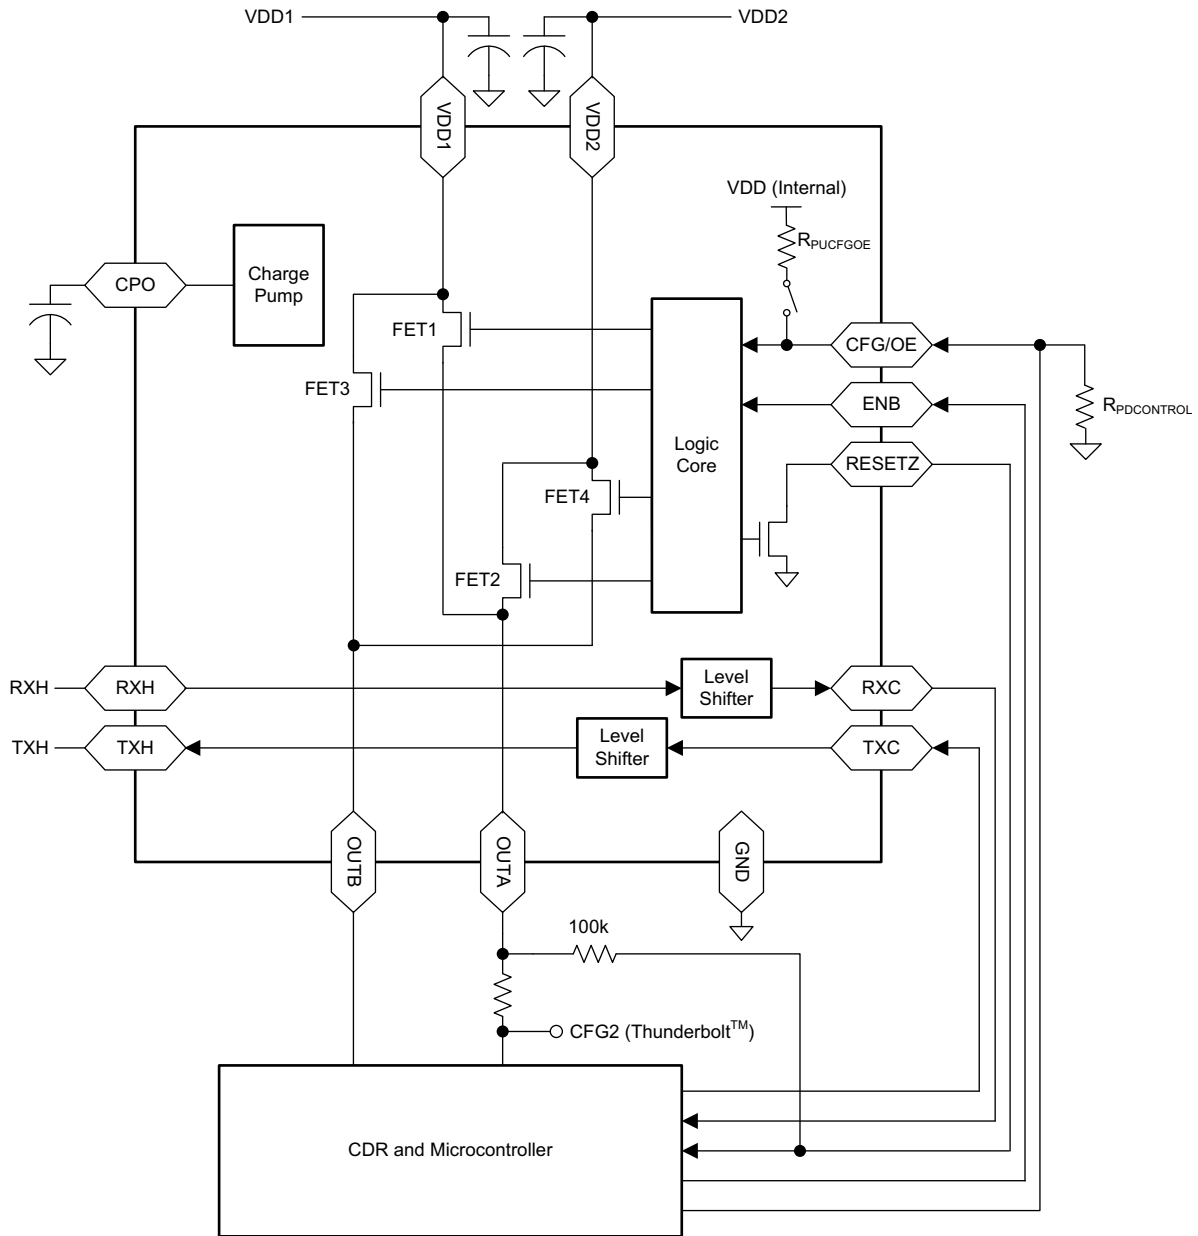 VDD1
VDD2
VDD1
VDD2
VDD (Internal)
RPUCFGOE
CPO
Charge
Pump
FET1
CFG/OE
FET3
ENB
RPDCONTROL
Logic
Core
RESETZ
FET4
FET2
RXH
RXH
Level
Shifter
RXC
TXH
TXH
Level
Shifter
TXC
OUTB
OUTA
GND
100k
CFG2 (Thunderbolt™)
CDR and Microcontroller